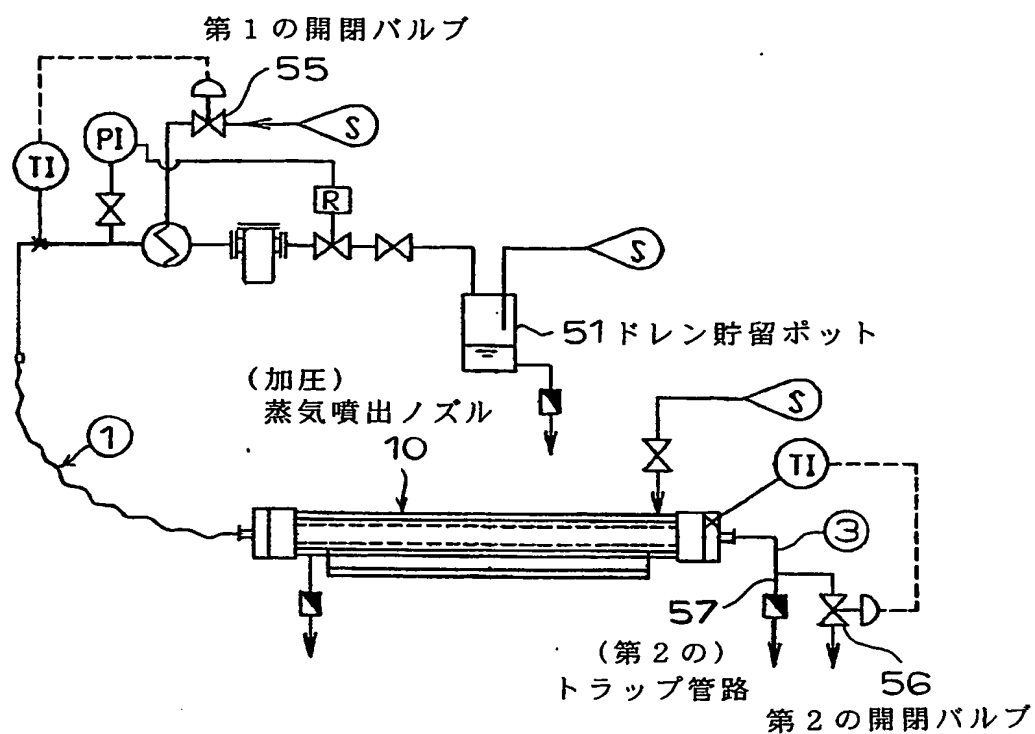 第1の開閉バルブ
55
S
PI
TI
R
S
51 ドレン貯留ポット
(加圧)
蒸気噴出ノズル
S
1
10
TI
3
57
(第2の)
トラップ管路
56
第2の開閉バルブ